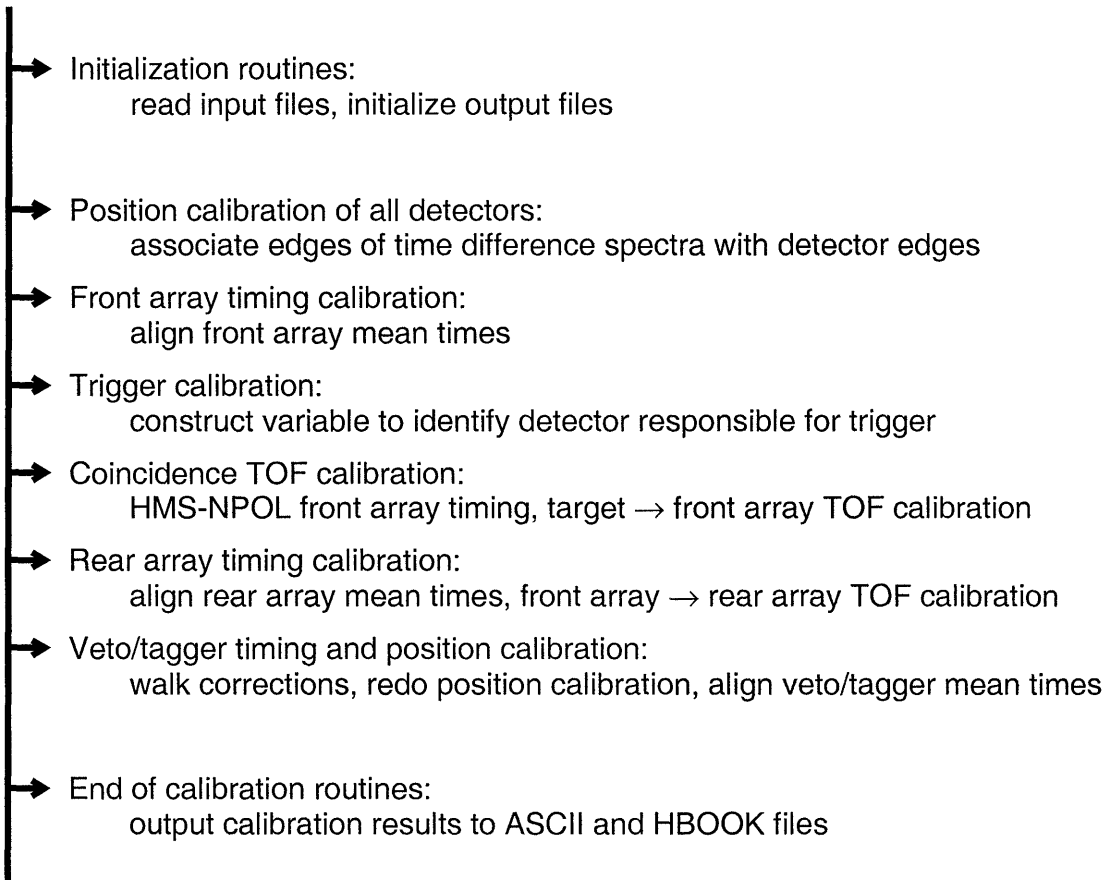 Initialization routines:
read input files, initialize output files
Position calibration of all detectors:
associate edges of time difference spectra with detector edges
Front array timing calibration:
align front array mean times
Trigger calibration:
construct variable to identify detector responsible for trigger
Coincidence TOF calibration:
HMS-NPOL front array timing, target → front array TOF calibration
Rear array timing calibration:
align rear array mean times, front array → rear array TOF calibration
Veto/tagger timing and position calibration:
walk corrections, redo position calibration, align veto/tagger mean times
End of calibration routines:
output calibration results to ASCII and HBOOK files